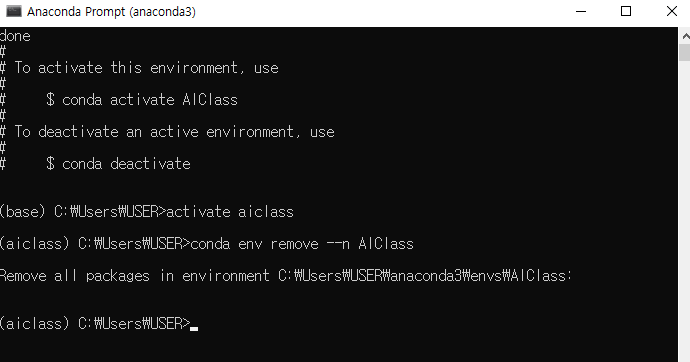 Anaconda Prompt (anaconda3)
done
#
# To activate this environment, use
#
#     $ conda activate AIClass
#
# To deactivate an active environment, use
#
#     $ conda deactivate
(base) C:₩Users₩USER>activate aiclass
(aiclass) C:₩Users₩USER>conda env remove --n AIClass
Remove all packages in environment C:₩Users₩USER₩anaconda3₩envs₩AIClass:
(aiclass) C:₩Users₩USER>